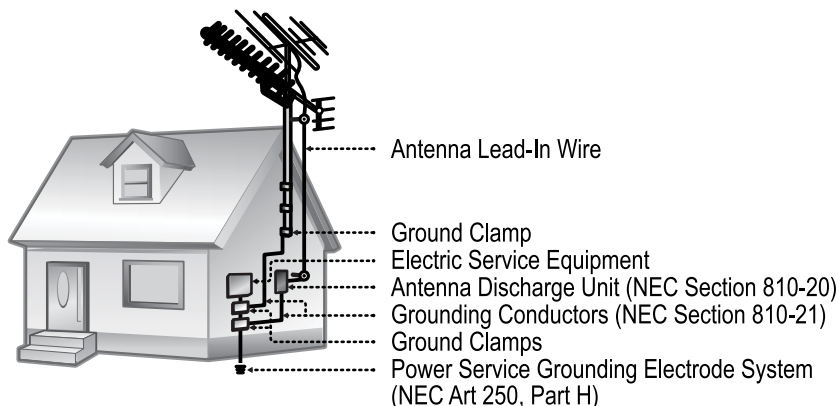 Antenna Lead-In Wire
Ground Clamp
Electric Service Equipment
Antenna Discharge Unit (NEC Section 810-20)
Grounding Conductors (NEC Section 810-21)
Ground Clamps
Power Service Grounding Electrode System
(NEC Art 250, Part H)